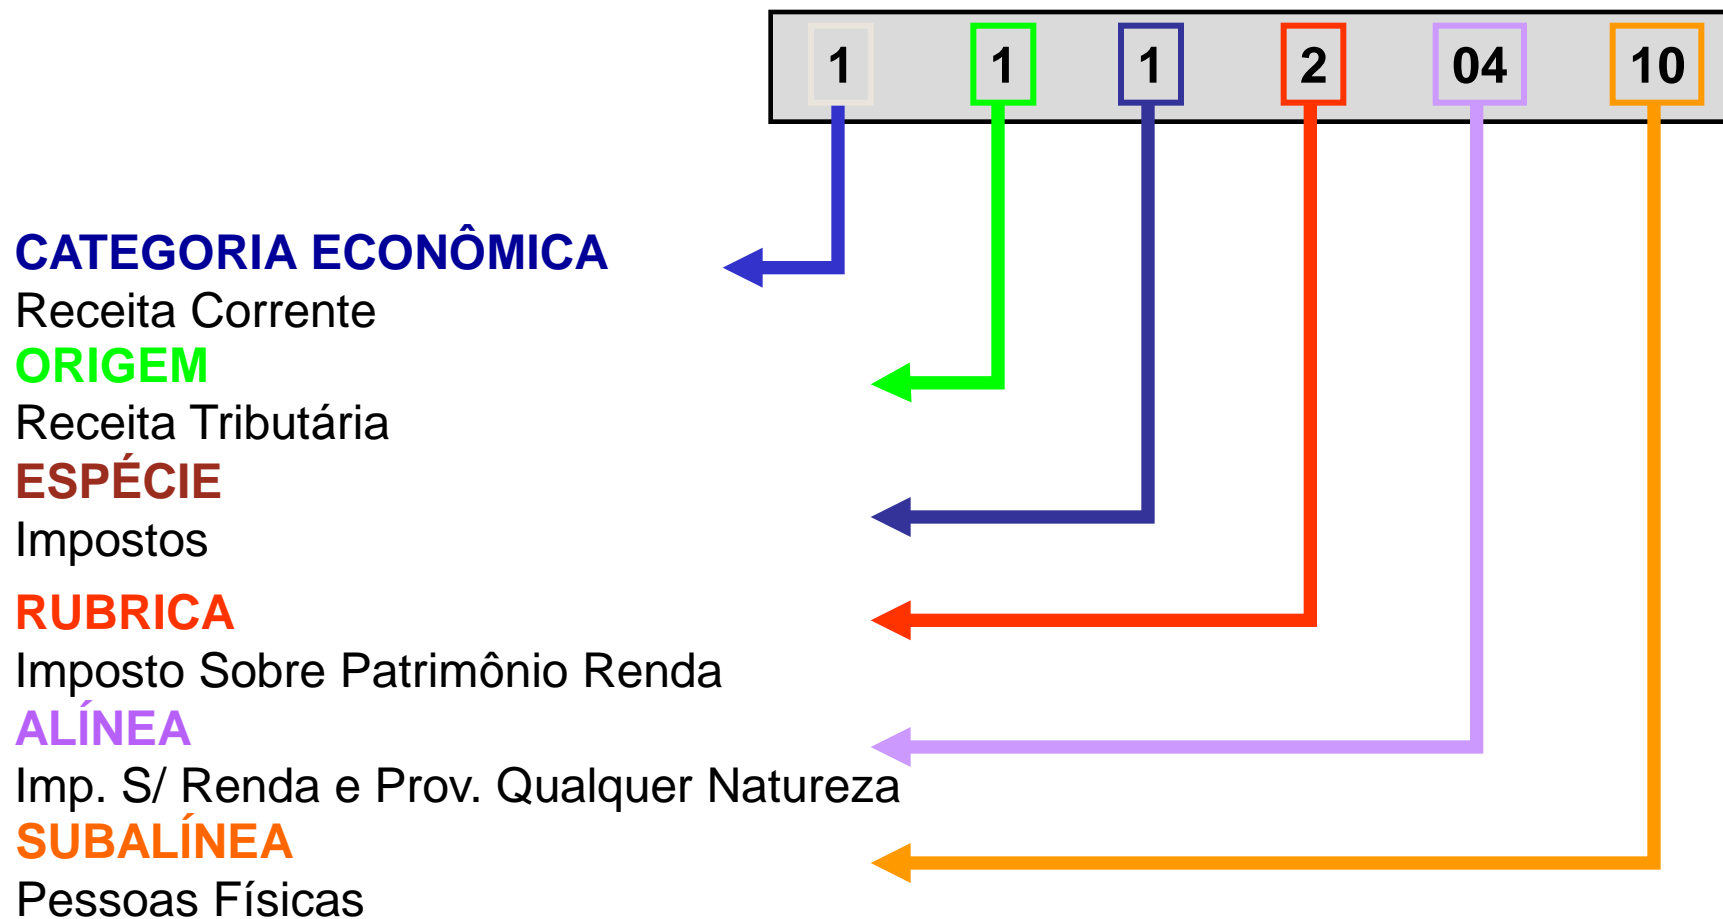 1 1 1 2 04 10
CATEGORIA ECONÔMICA
Receita Corrente
ORIGEM
Receita Tributária
ESPÉCIE
Impostos
RUBRICA
Imposto Sobre Patrimônio Renda
ALÍNEA
Imp. S/ Renda e Prov. Qualquer Natureza
SUBALÍNEA
Pessoas Físicas